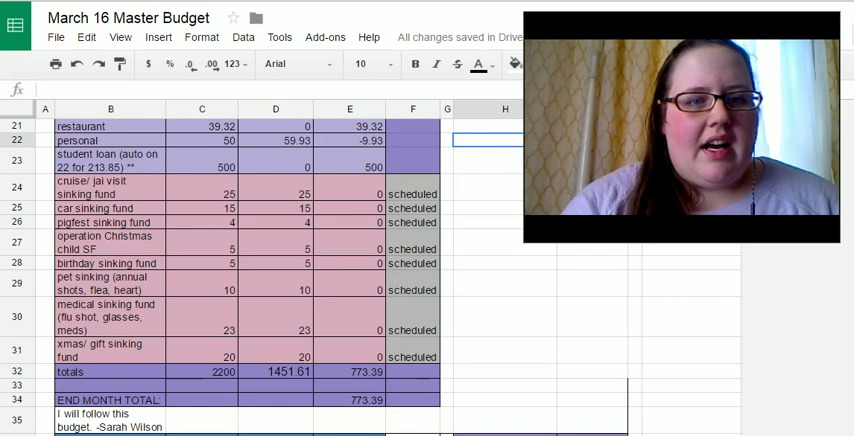 March 16 Master Budget
File Edit View Insert Format Data Tools Add-ons Help All changes saved in Drive
$ % .0 .00 123 Arial 10 B I S A
fx
A B C D E F G H
21 restaurant 39.32 0 39.32
22 personal 50 59.93 -9.93
student loan (auto on
23 22 for 213.85) ** 500 0 500
cruise/ jai visit
24 sinking fund 25 25 0 scheduled
25 car sinking fund 15 15 0 scheduled
26 pigfest sinking fund 4 4 0 scheduled
operation Christmas
27 child SF 5 5 0 scheduled
28 birthday sinking fund 5 5 0 scheduled
pet sinking (annual
29 shots, flea, heart) 10 10 0 scheduled
medical sinking fund
(flu shot, glasses,
30 meds) 23 23 0 scheduled
xmas/ gift sinking
31 fund 20 20 0 scheduled
32 totals 2200 1451.61 773.39
33
34 END MONTH TOTAL: 773.39
I will follow this
35 budget. -Sarah Wilson